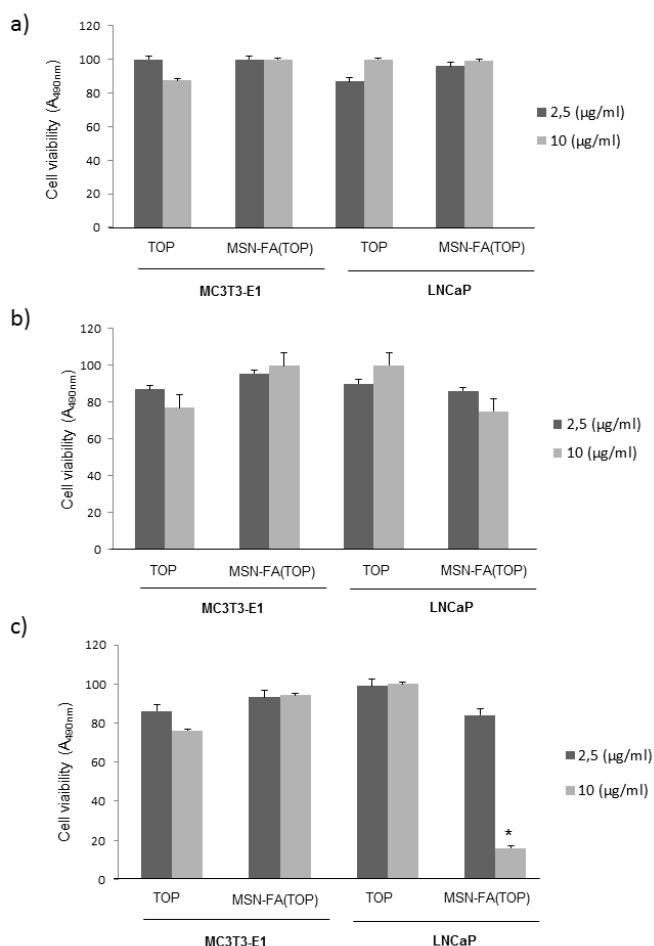 a)
Cell viaibility (A490nm)
120
100
80
60
40
20
0
2,5 (µg/ml)
10 (µg/ml)
TOP MSN-FA(TOP) TOP MSN-FA(TOP)
MC3T3-E1 LNCaP
b)
Cell viaibility (A490nm)
120
100
80
60
40
20
0
2,5 (µg/ml)
10 (µg/ml)
TOP MSN-FA(TOP) TOP MSN-FA(TOP)
MC3T3-E1 LNCaP
c)
Cell viaibility (A490nm)
120
100
80
60
40
20
0
*
2,5 (µg/ml)
10 (µg/ml)
TOP MSN-FA(TOP) TOP MSN-FA(TOP)
MC3T3-E1 LNCaP